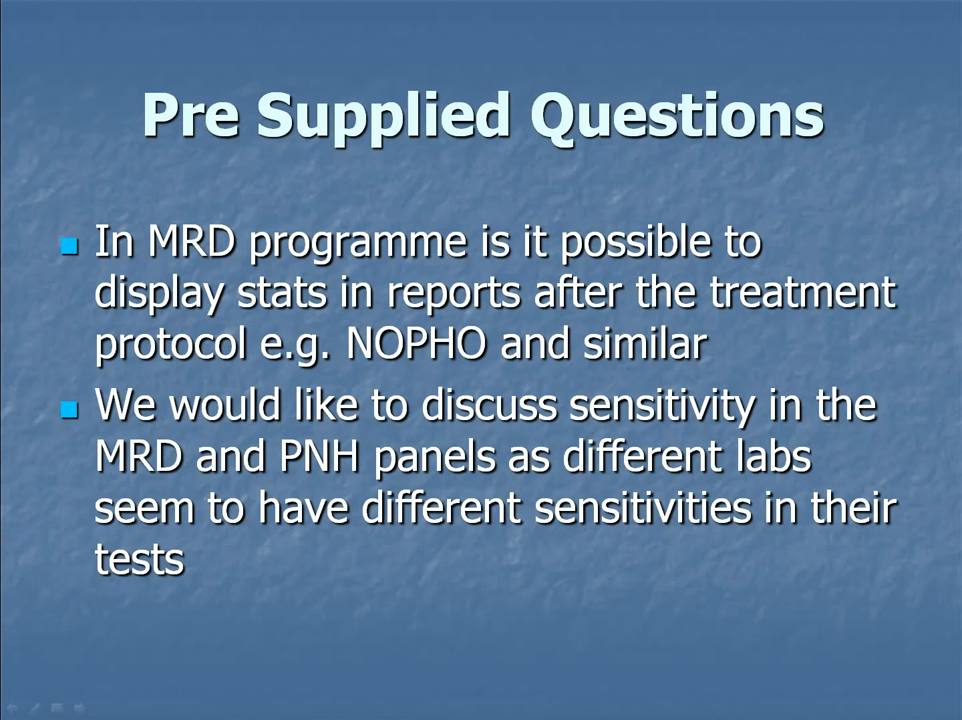 Pre Supplied Questions
In MRD programme is it possible to
display stats in reports after the treatment
protocol e.g. NOPHO and similar
We would like to discuss sensitivity in the
MRD and PNH panels as different labs
seem to have different sensitivities in their
tests